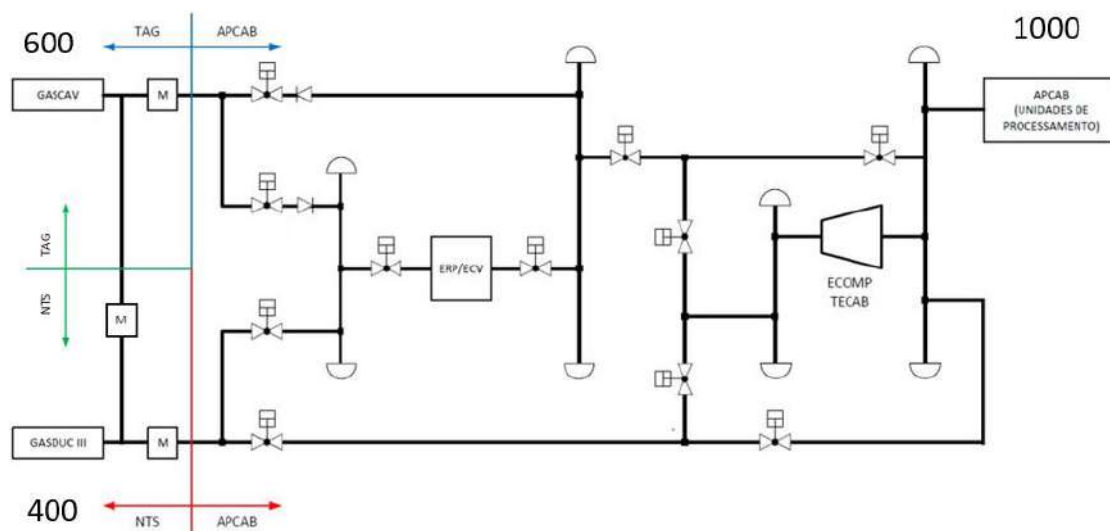 600
TAG APCAB
1000
GASCAV
M
APCAB
(UNIDADES DE
PROCESSAMENTO)
TAG
NTS
M
ERP/ECV
ECOMP
TECAB
GASDUC III
M
400
NTS APCAB